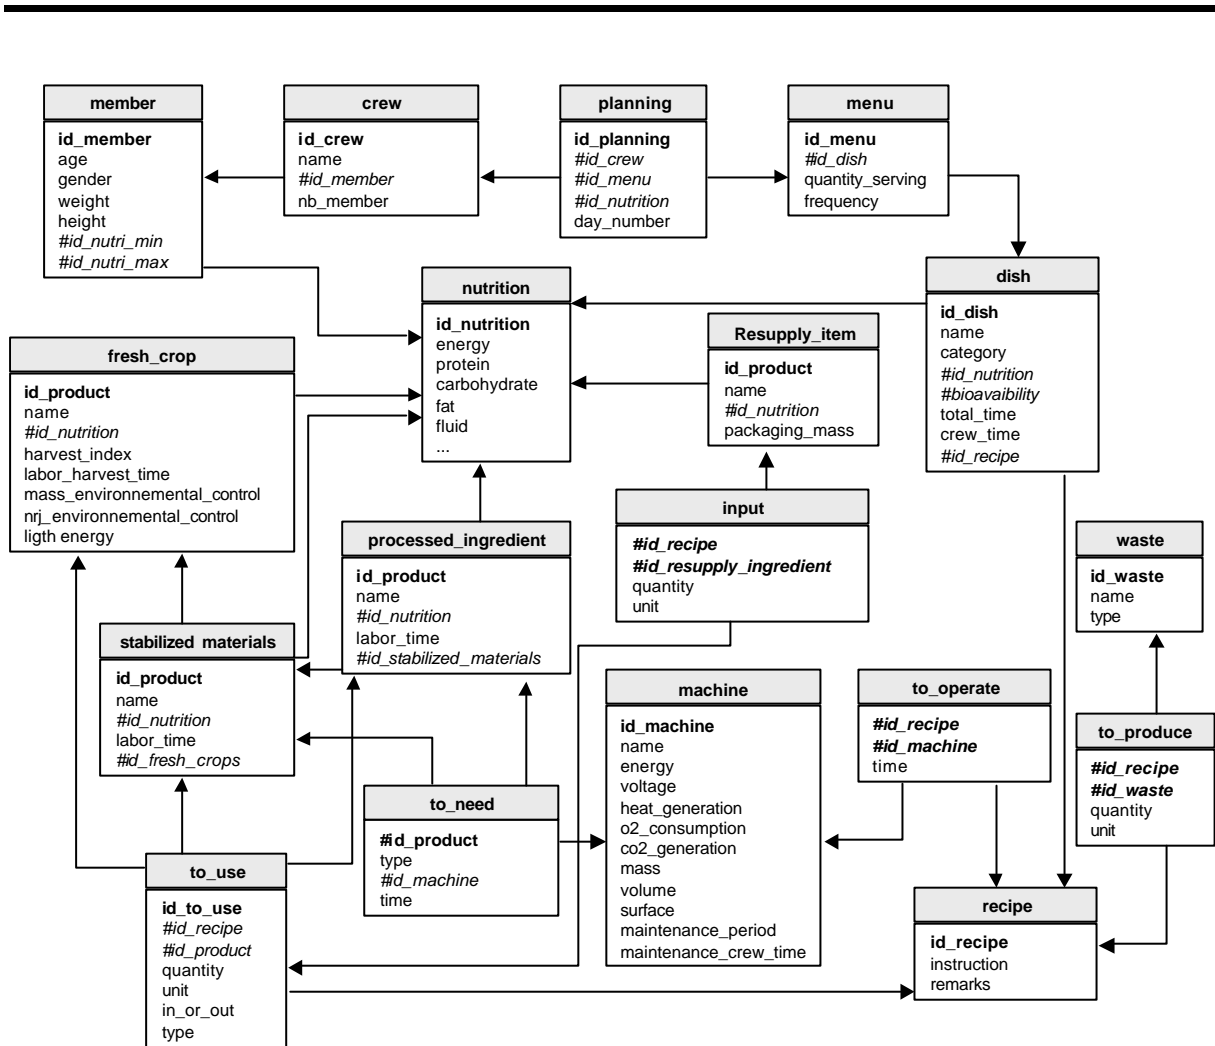 member
id_member
age
gender
weight
height
#id_nutri_min
#id_nutri_max
crew
id_crew
name
#id_member
nb_member
planning
id_planning
#id_crew
#id_menu
#id_nutrition
day_number
menu
id_menu
#id_dish
quantity_serving
frequency
nutrition
id_nutrition
energy
protein
carbohydrate
fat
fluid
...
dish
id_dish
name
category
#id_nutrition
#bioavaibility
total_time
crew_time
#id_recipe
fresh_crop
id_product
name
#id_nutrition
harvest_index
labor_harvest_time
mass_environnemental_control
nrj_environnemental_control
ligth energy
Resupply_item
id_product
name
#id_nutrition
packaging_mass
input
#id_recipe
#id_resupply_ingredient
quantity
unit
processed_ingredient
id_product
name
#id_nutrition
labor_time
#id_stabilized_materials
waste
id_waste
name
type
stabilized materials
id_product
name
#id_nutrition
labor_time
#id_fresh_crops
machine
id_machine
name
energy
voltage
heat_generation
o2_consumption
co2_generation
mass
volume
surface
maintenance_period
maintenance_crew_time
to_operate
#id_recipe
#id_machine
time
to_produce
#id_recipe
#id_waste
quantity
unit
to_need
#id_product
type
#id_machine
time
to_use
id_to_use
#id_recipe
#id_product
quantity
unit
in_or_out
type
recipe
id_recipe
instruction
remarks